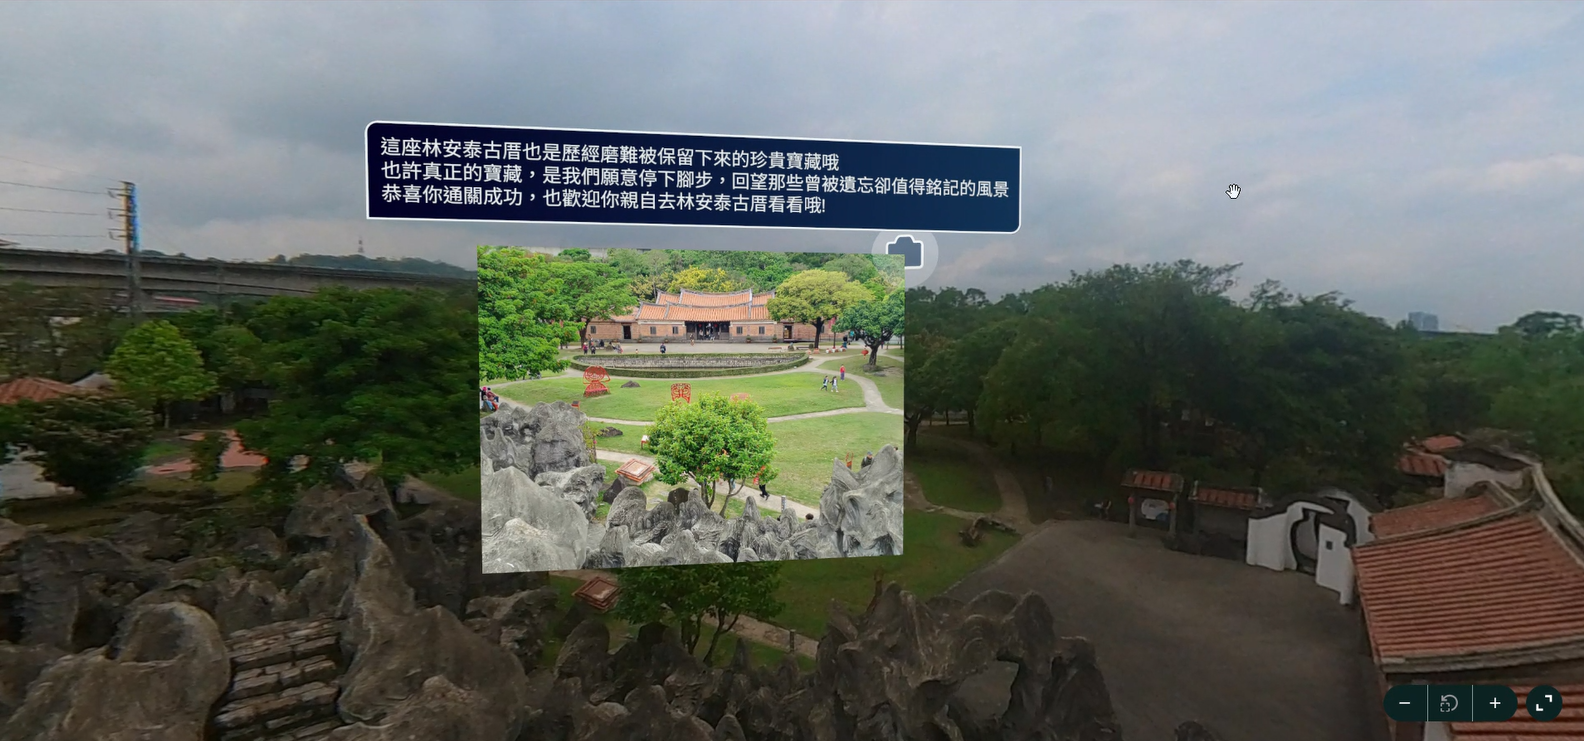 這座林安泰古厝也是歷經磨難被保留下來的珍貴寶藏哦
也許真正的寶藏，是我們願意停下腳步，回望那些曾被遺忘卻值得銘記的風景
恭喜你通關成功，也歡迎你親自去林安泰古厝看看哦!